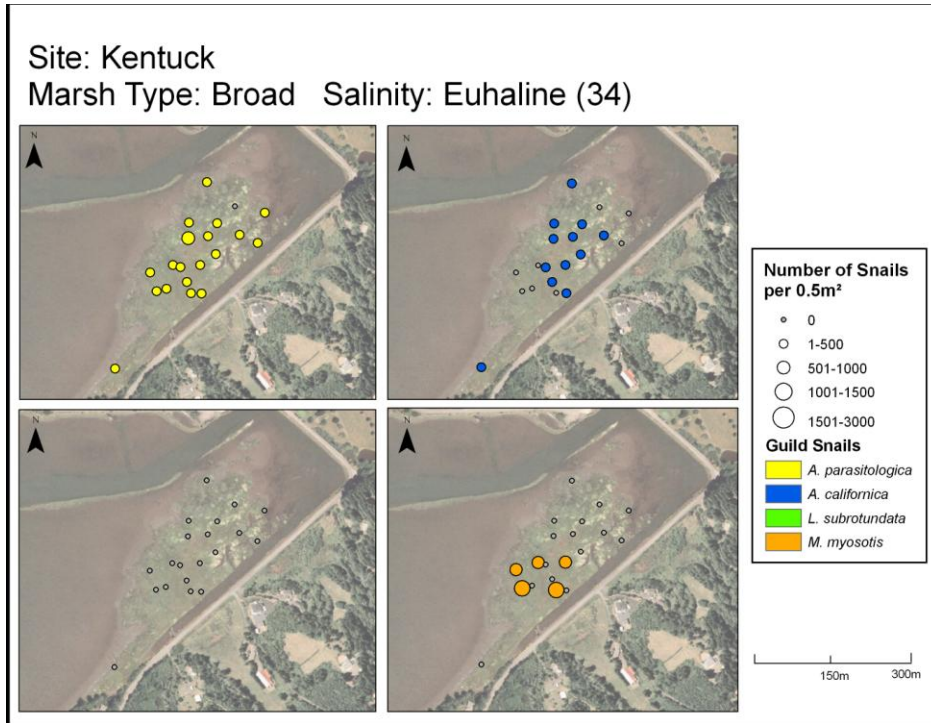 Site: Kentuck
Marsh Type: Broad Salinity: Euhaline (34)
N
N
N
N
Number of Snails
per 0.5m²
0
1-500
501-1000
1001-1500
1501-3000
Guild Snails
A. parasitologica
A. californica
L. subrotundata
M. myosotis
150m 300m